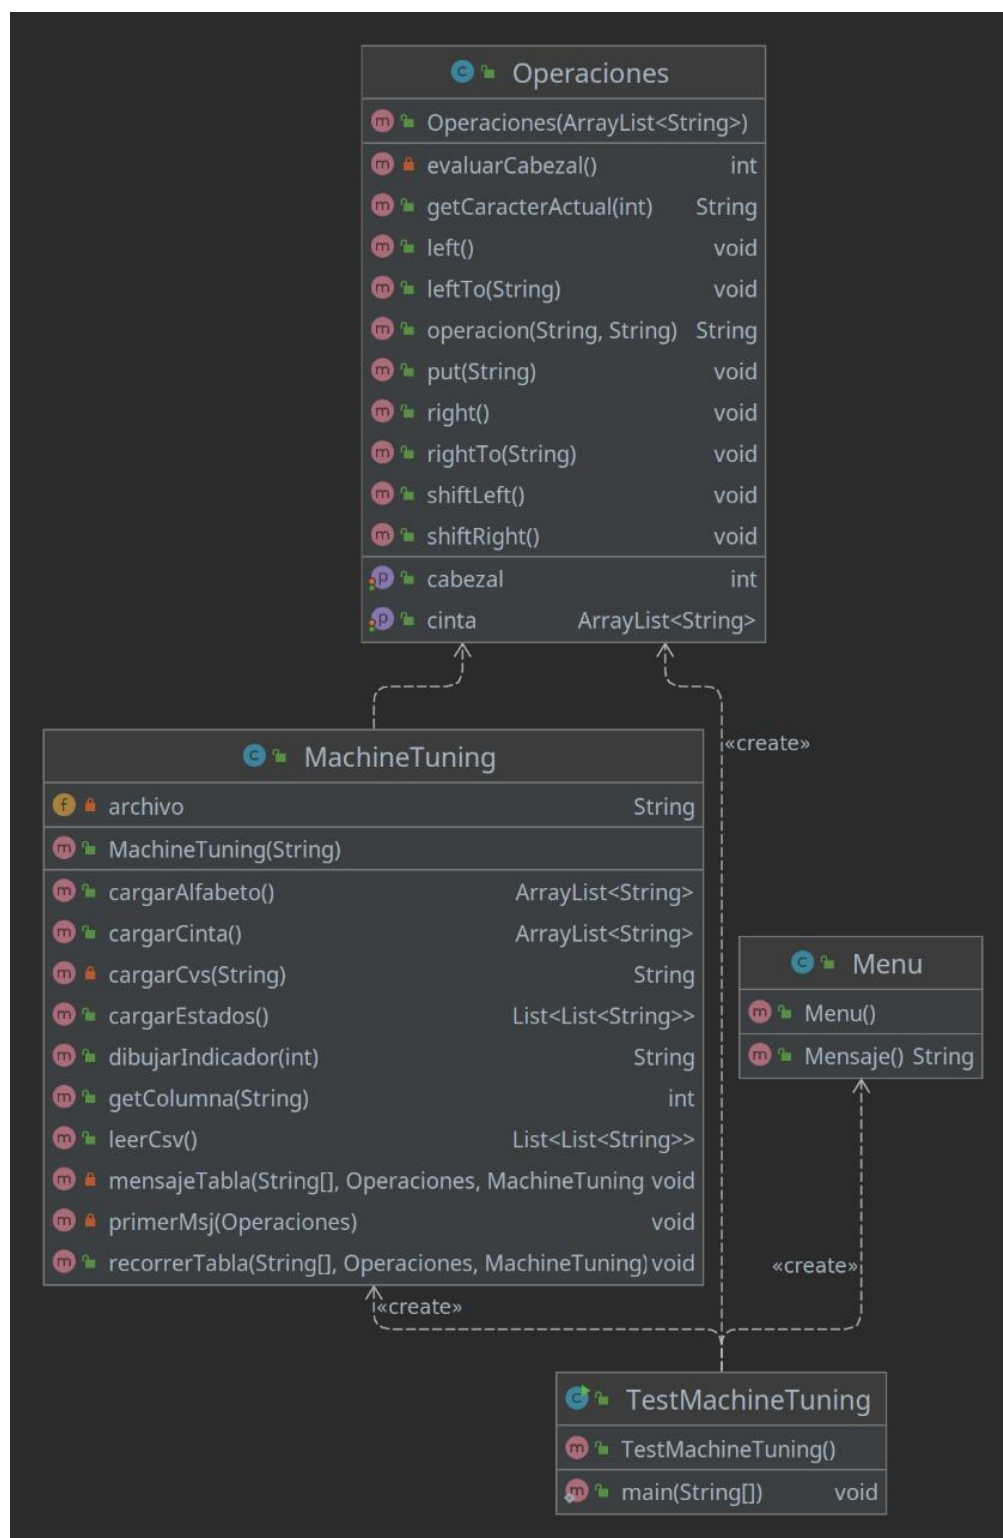 Operaciones
Operaciones(ArrayList<String>)
evaluarCabezal() int
getCaracterActual(int) String
left() void
leftTo(String) void
operacion(String, String) String
put(String) void
right() void
rightTo(String) void
shiftLeft() void
shiftRight() void
cabezal int
cinta ArrayList<String>
«create»
MachineTuning
archivo String
MachineTuning(String)
cargarAlfabeto() ArrayList<String>
cargarCinta() ArrayList<String>
cargarCvs(String) String
cargarEstados() List<List<String>>
dibujarIndicador(int) String
getColumna(String) int
leerCsv() List<List<String>>
mensajeTabla(String[], Operaciones, MachineTuning void
primerMsj(Operaciones) void
recorrerTabla(String[], Operaciones, MachineTuning) void
Menu
Menu()
Mensaje() String
«create»
«create»
TestMachineTuning
TestMachineTuning()
main(String[]) void